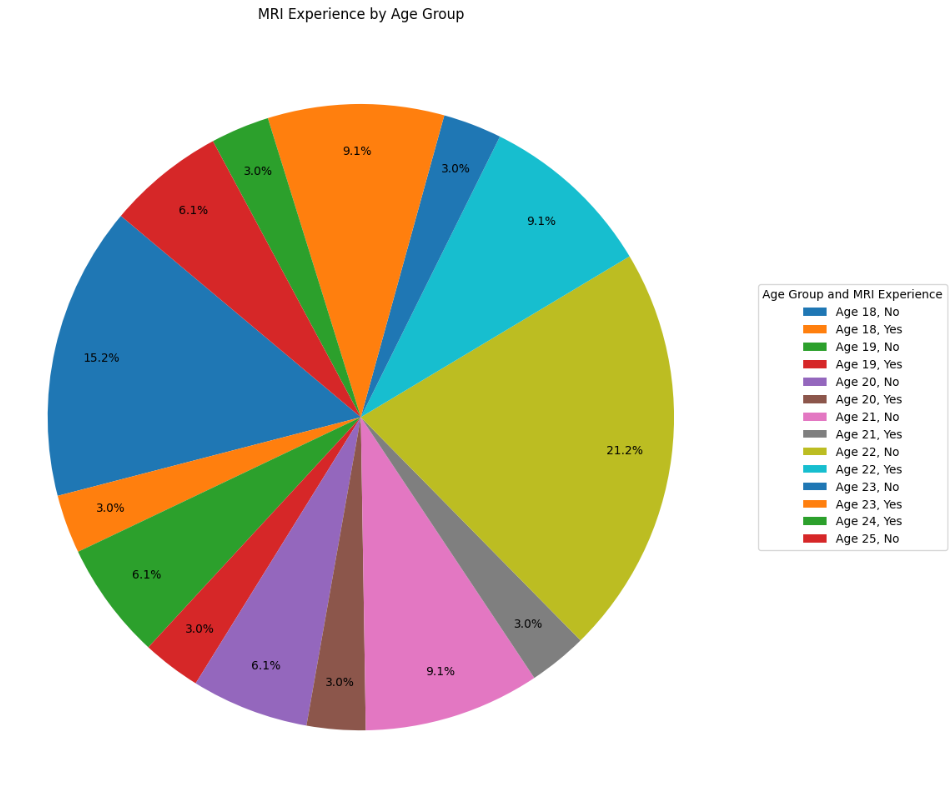 MRI Experience by Age Group
9.1%
3.0%
3.0%
6.1%
9.1%
15.2%
21.2%
3.0%
6.1%
3.0%
3.0%
6.1%
9.1%
3.0%
Age Group and MRI Experience
Age 18, No
Age 18, Yes
Age 19, No
Age 19, Yes
Age 20, No
Age 20, Yes
Age 21, No
Age 21, Yes
Age 22, No
Age 22, Yes
Age 23, No
Age 23, Yes
Age 24, Yes
Age 25, No